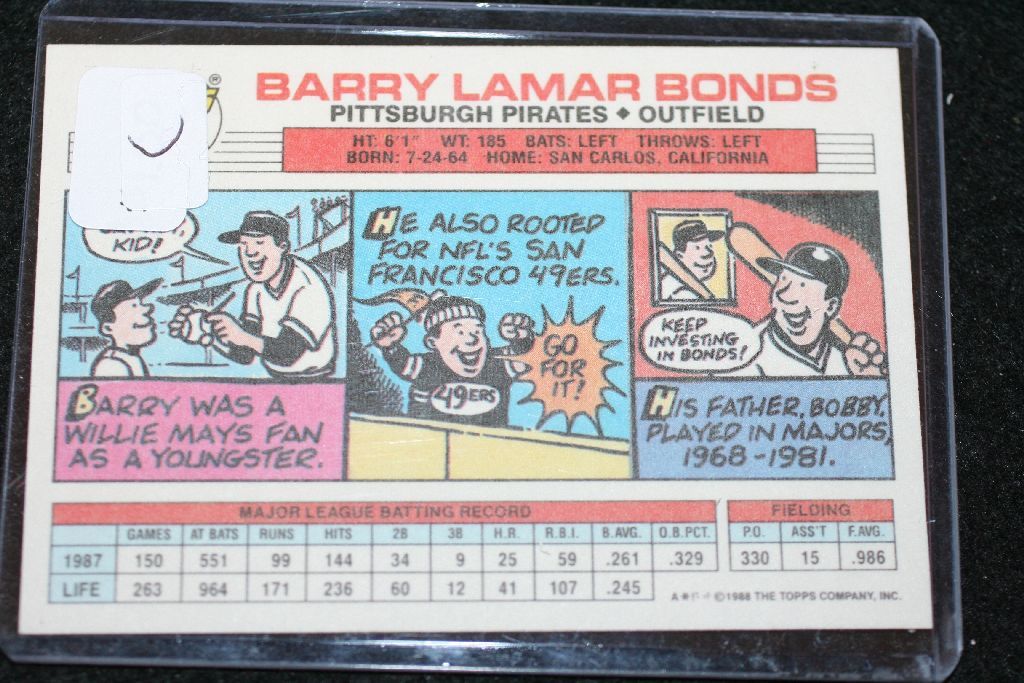 BARRY LAMAR BONDS
PITTSBURGH PIRATES ◆ OUTFIELD
HT: 6'1" WT: 185 BATS: LEFT THROWS: LEFT
BORN: 7-24-64 HOME: SAN CARLOS, CALIFORNIA
KID!
BARRY WAS A
WILLIE MAYS FAN
AS A YOUNGSTER.
HE ALSO ROOTED
FOR NFL'S SAN
FRANCISCO 49ERS.
GO
FOR
IT!
49ERS
KEEP
INVESTING
IN BONDS!
HIS FATHER, BOBBY,
PLAYED IN MAJORS,
1968-1981.
MAJOR LEAGUE BATTING RECORD FIELDING
GAMES AT BATS RUNS HITS 2B 3B H.R. R.B.I. B.AVG. O.B.PCT. P.O. ASS'T F.AVG.
1987 150 551 99 144 34 9 25 59 .261 .329 330 15 .986
LIFE 263 964 171 236 60 12 41 107 .245
©1988 THE TOPPS COMPANY, INC.